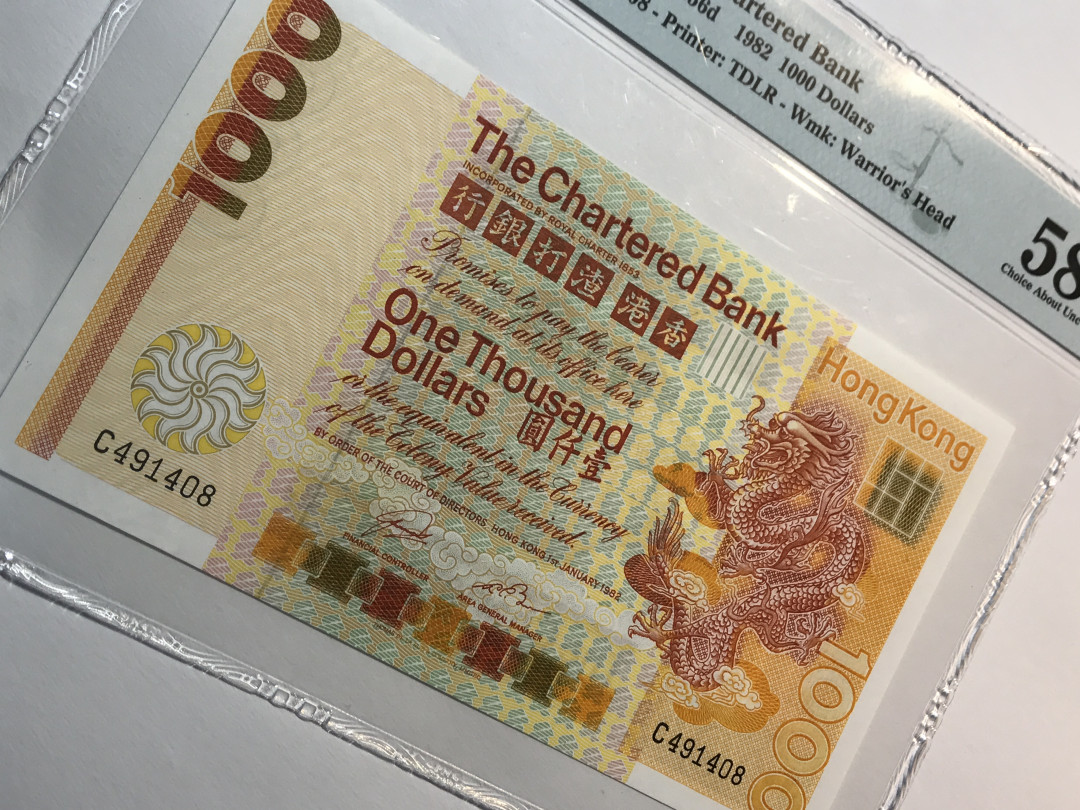 artered Bank
6d 1982 1000 Dollars
68 - Printer: TDLR - Wmk: Warrior's Head
58
Choice About Unc
1000
The Chartered Bank
INCORPORATED BY ROYAL CHARTER 1853
行銀打渣港香
Promises to pay the bearer
on demand at its office here
One Thousand
Dollars
圓仟壹
or the equivalent in the Currency
of the Colony, Value received.
BY ORDER OF THE COURT OF DIRECTORS, HONG KONG 1ST JANUARY 1982
FINANCIAL CONTROLLER
AREA GENERAL MANAGER
C491408
Hong Kong
1000
C491408